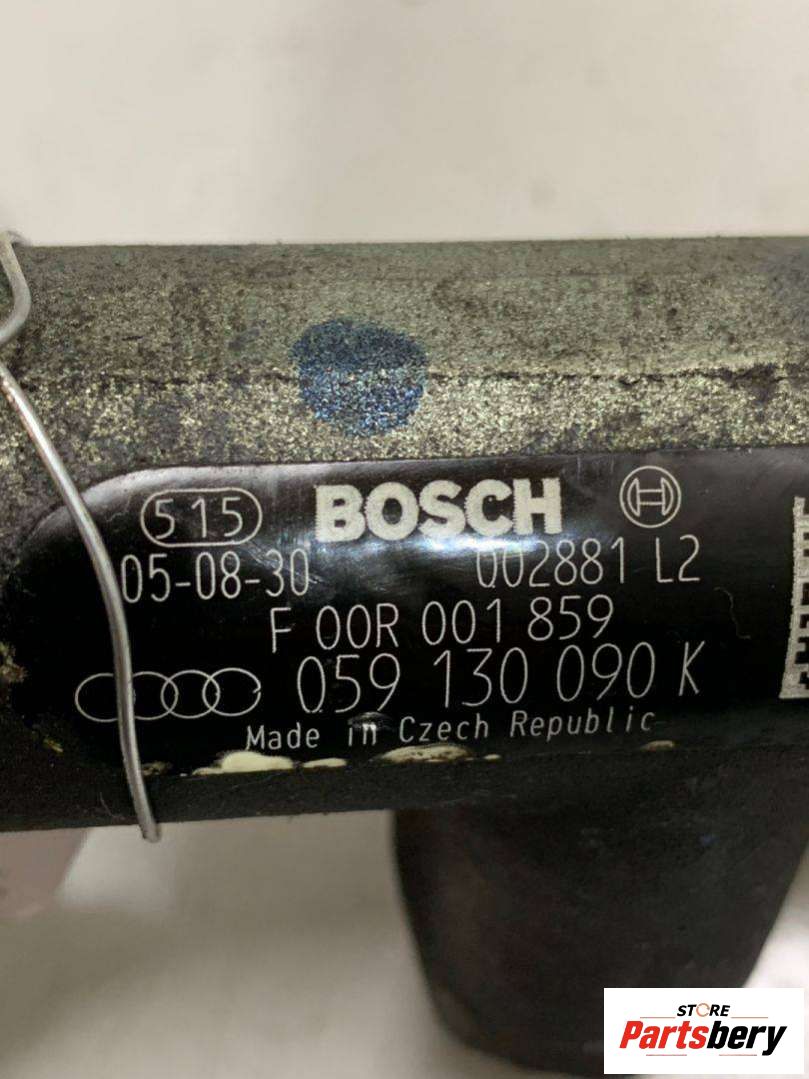 515 BOSCH
05-08-30 002881 L2
F 00R 001 859
059 130 090 K
Made in Czech Republic
STORE
Partsbery